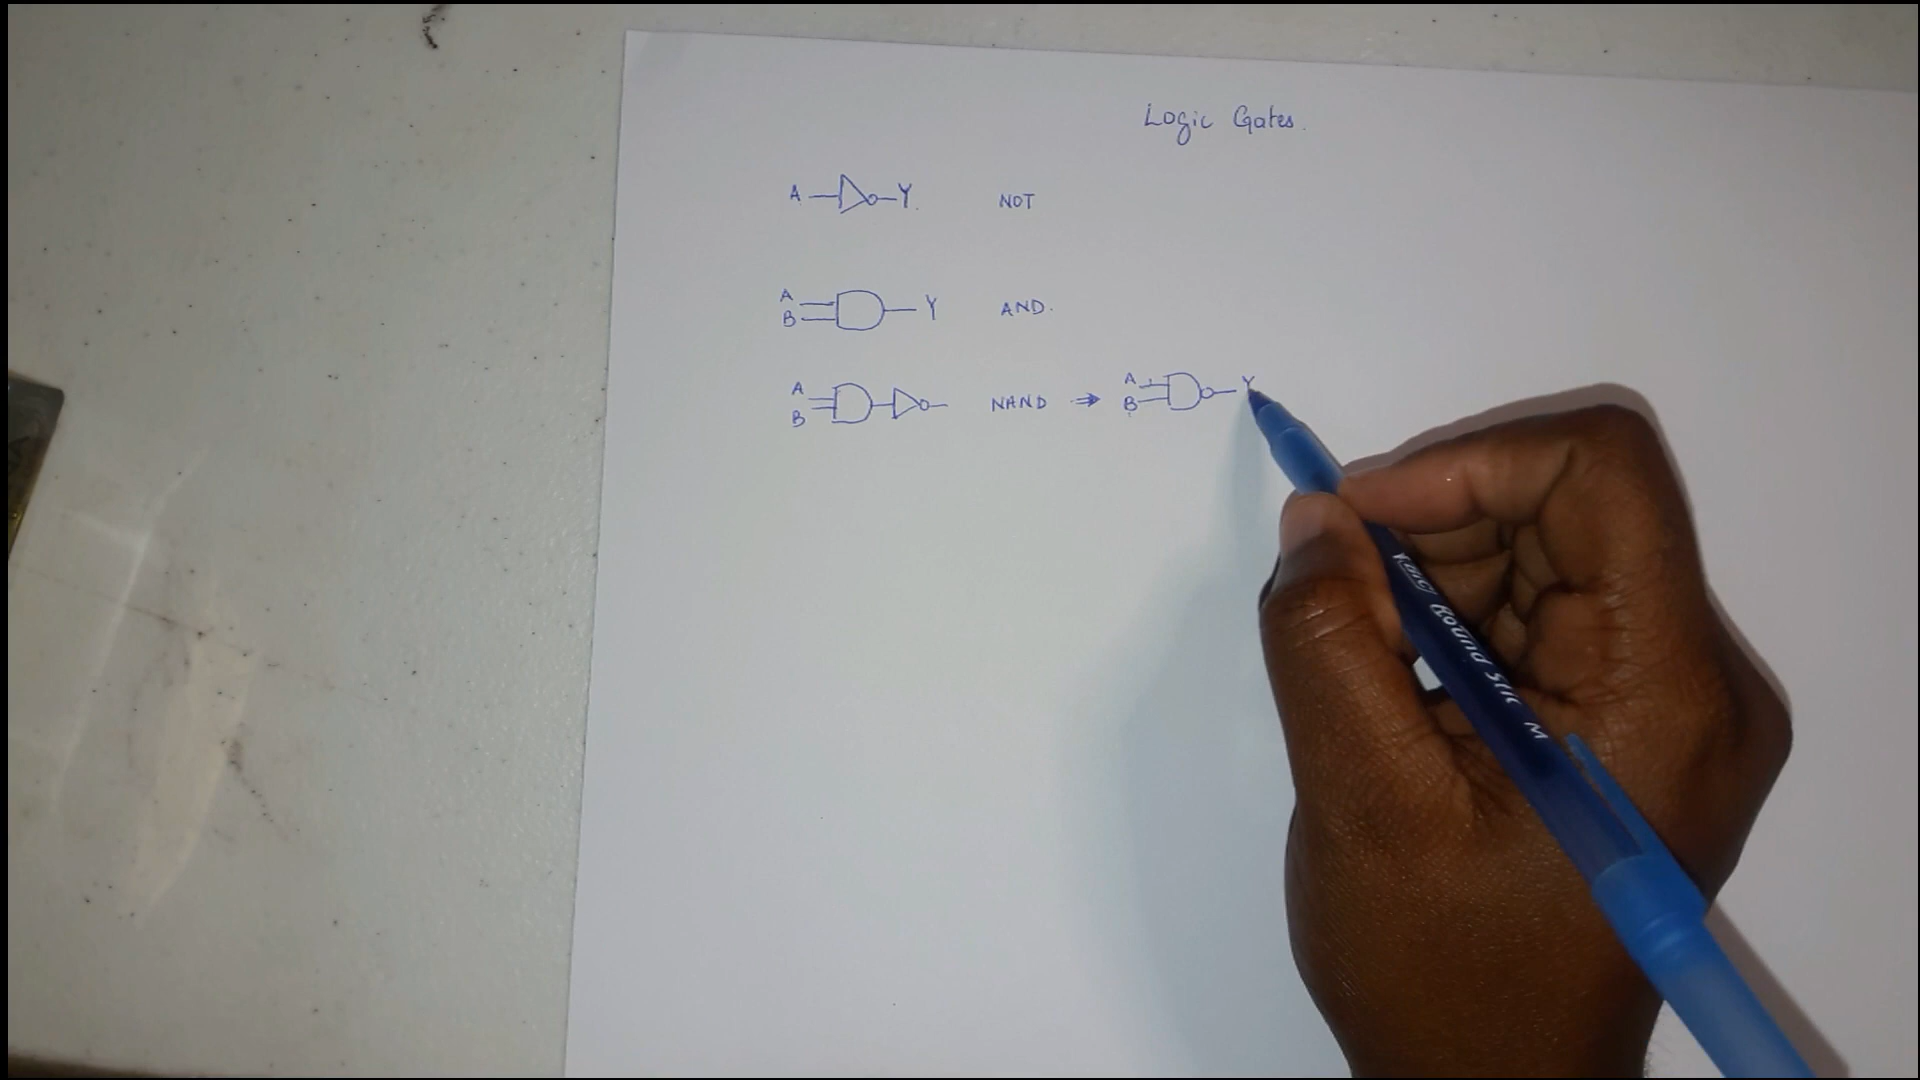 Logic Gates.
A Y. NOT
A
B Y AND.
A
B NAND ⇒ A
B Y
BIC Round Stic M